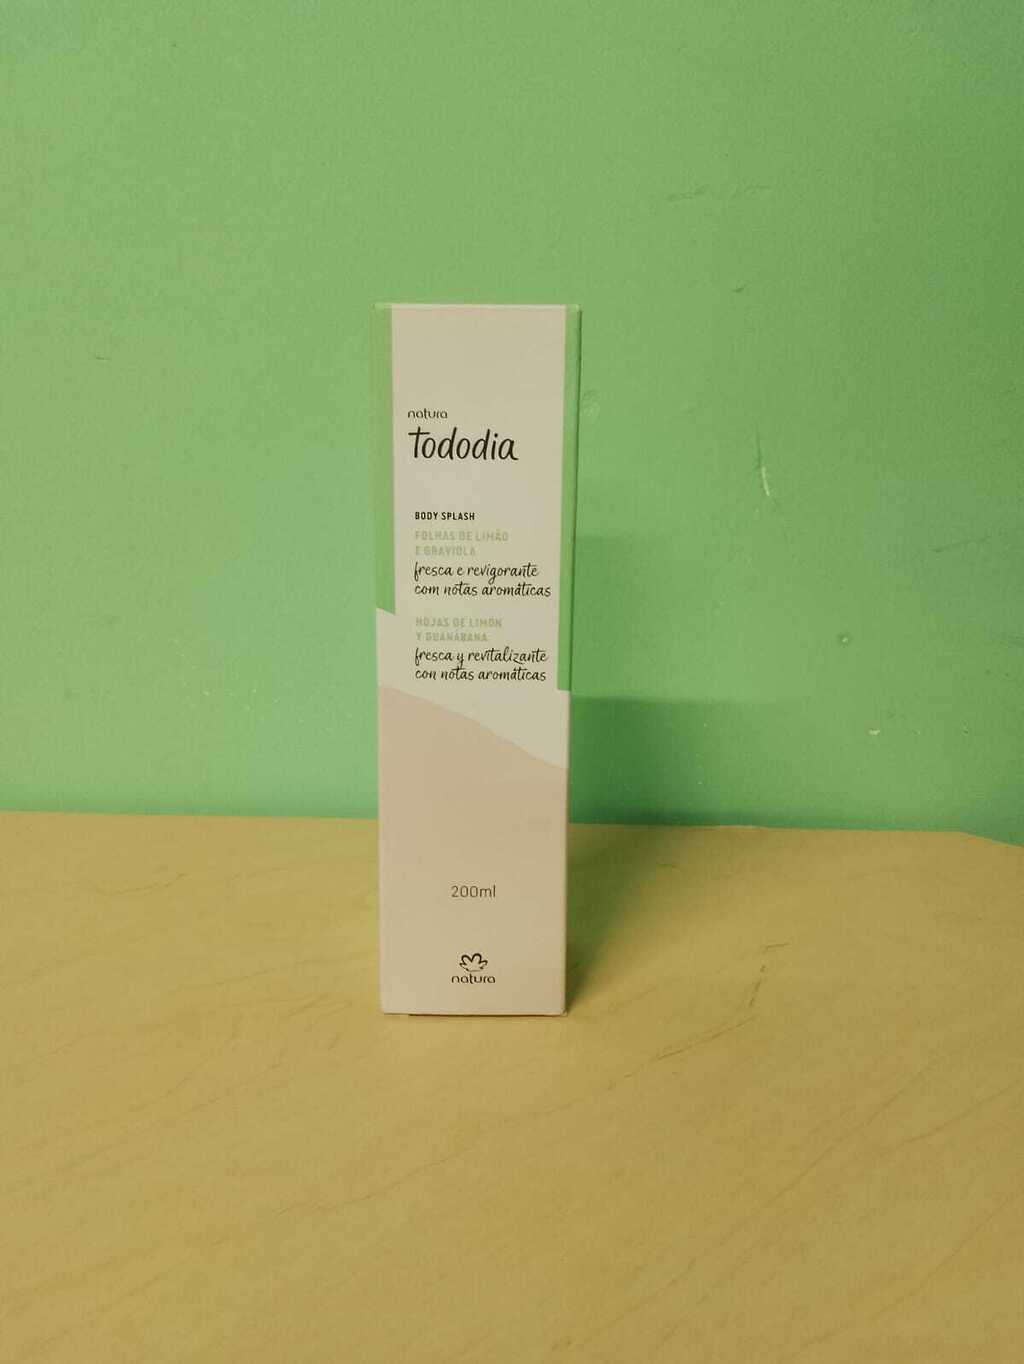 natura
tododia
BODY SPLASH
FOLHAS DE LIMÃO
E GRAVIOLA
fresca e revigorante
com notas aromáticas
HOJAS DE LIMÓN
Y GUANÁBANA
fresca y revitalizante
con notas aromáticas
200ml
natura